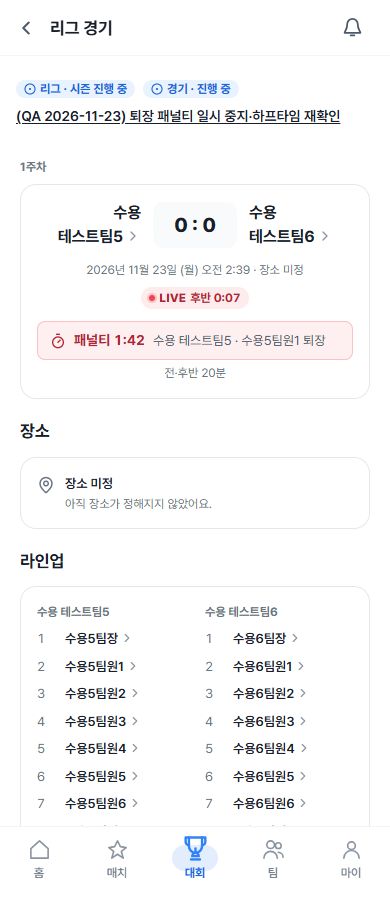 리그 경기
리그 · 시즌 진행 중
경기 · 진행 중
(QA 2026-11-23) 퇴장 패널티 일시 중지·하프타임 재확인
1주차
수용 테스트팀5
0 : 0
수용 테스트팀6
2026년 11월 23일 (월) 오전 2:39 · 장소 미정
LIVE 후반 0:07
패널티 1:42 수용 테스트팀5 · 수용5팀원1 퇴장
전·후반 20분
장소
장소 미정
아직 장소가 정해지지 않았어요.
라인업
수용 테스트팀5
수용 테스트팀6
1 수용5팀장
1 수용6팀장
2 수용5팀원1
2 수용6팀원1
3 수용5팀원2
3 수용6팀원2
4 수용5팀원3
4 수용6팀원3
5 수용5팀원4
5 수용6팀원4
6 수용5팀원5
6 수용6팀원5
7 수용5팀원6
7 수용6팀원6
홈
매치
대회
팀
마이